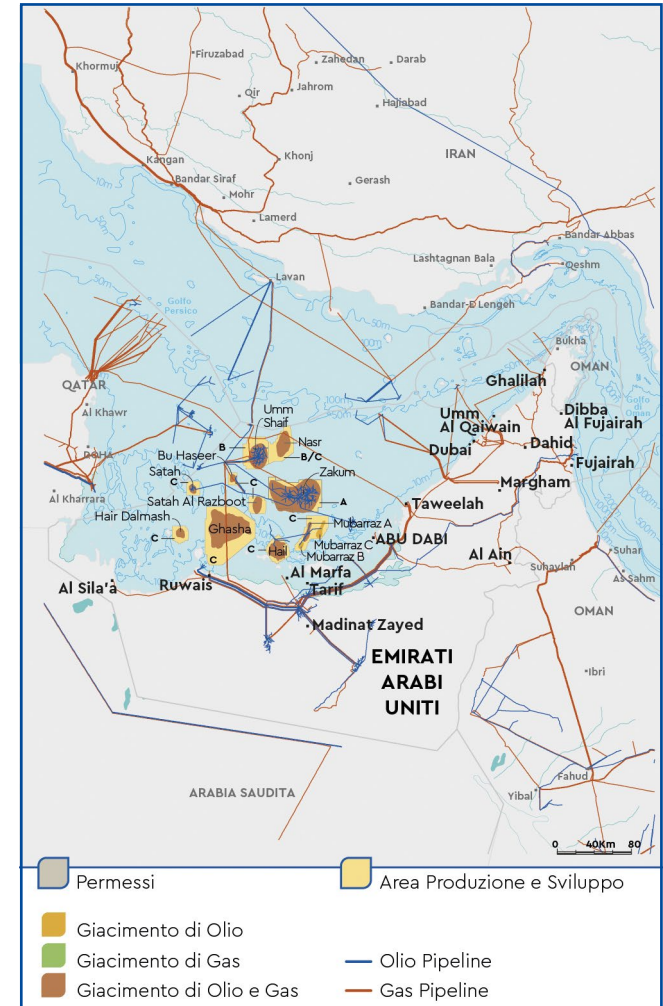 Khormuj
Firuzabad
Zahedan
Darab
Qir
Jahrom
Hajiabad
Kangan
Khonj
IRAN
Bandar Siraf
Gerash
Mohr
Lamerd
Bandar Abbas
Lashtagnan Bala
Qeshm
Lavan
Golfo
Persico
Bandar-D Lengeh
Bukha
OMAN
QATAR
Ghalilah
Al Khawr
Umm
Al Qaiwain
Dibba
Al Fujairah
Golfo
di Oman
Umm
Shaif
Nasr
DOHA
Bu Haseer
B
B/C
Dubai
Dahid
Fujairah
Satah
C
C
Zakum
Al Kharrara
Satah Al Razboot
A
Margham
Taweelah
Hair Dalmash
Ghasha
C
Mubarraz A
C
C
Hail
Mubarraz C
Mubarraz B
ABU DABI
Al Ain
Suhar
C
Suhaylah
As Sahm
Al Sila'a
Ruwais
Al Marfa
Tarif
OMAN
Madinat Zayed
EMIRATI
ARABI
UNITI
Ibri
ARABIA SAUDITA
Fahud
Yibal
0 40Km 80
Permessi
Area Produzione e Sviluppo
Giacimento di Olio
Giacimento di Gas
Olio Pipeline
Giacimento di Olio e Gas
Gas Pipeline